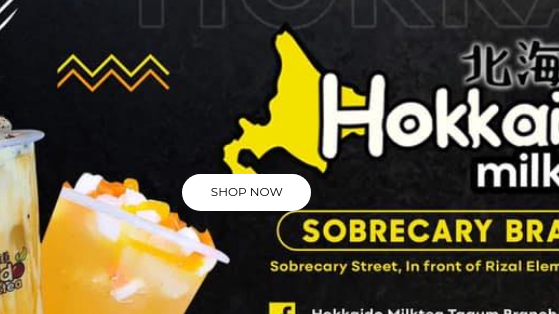 HOKKA
北海
Hokkai
milk
SHOP NOW
SOBRECARY BRA
Sobrecary Street, In front of Rizal Elem
Hokkaido Milktea Tagum Branch